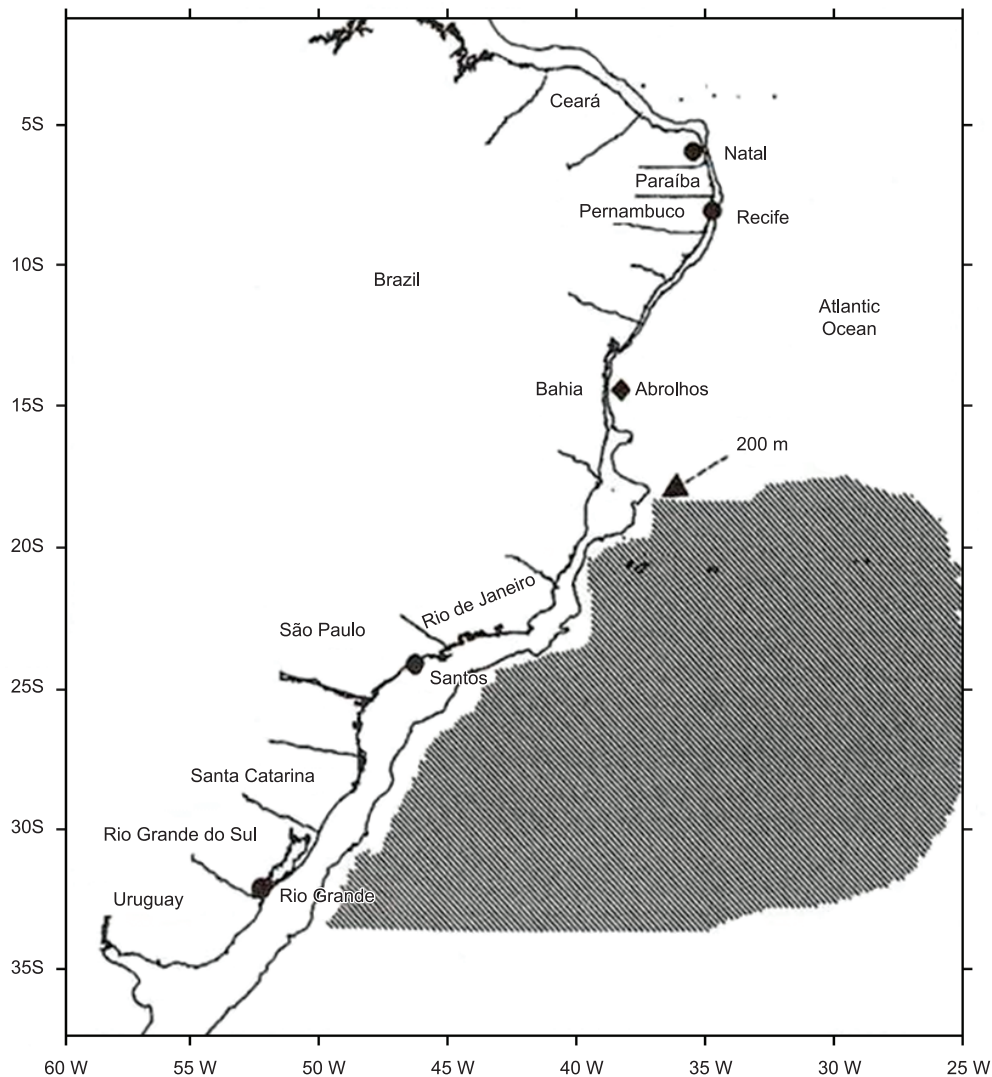 Ceará
5S
Natal
Paraíba
Pernambuco
Recife
10S
Brazil
Atlantic
Ocean
Bahia
Abrolhos
15S
200 m
20S
Rio de Janeiro
São Paulo
Santos
25S
Santa Catarina
30S
Rio Grande do Sul
Rio Grande
Uruguay
35S
60 W
55 W
50 W
45 W
40 W
35 W
30 W
25 W